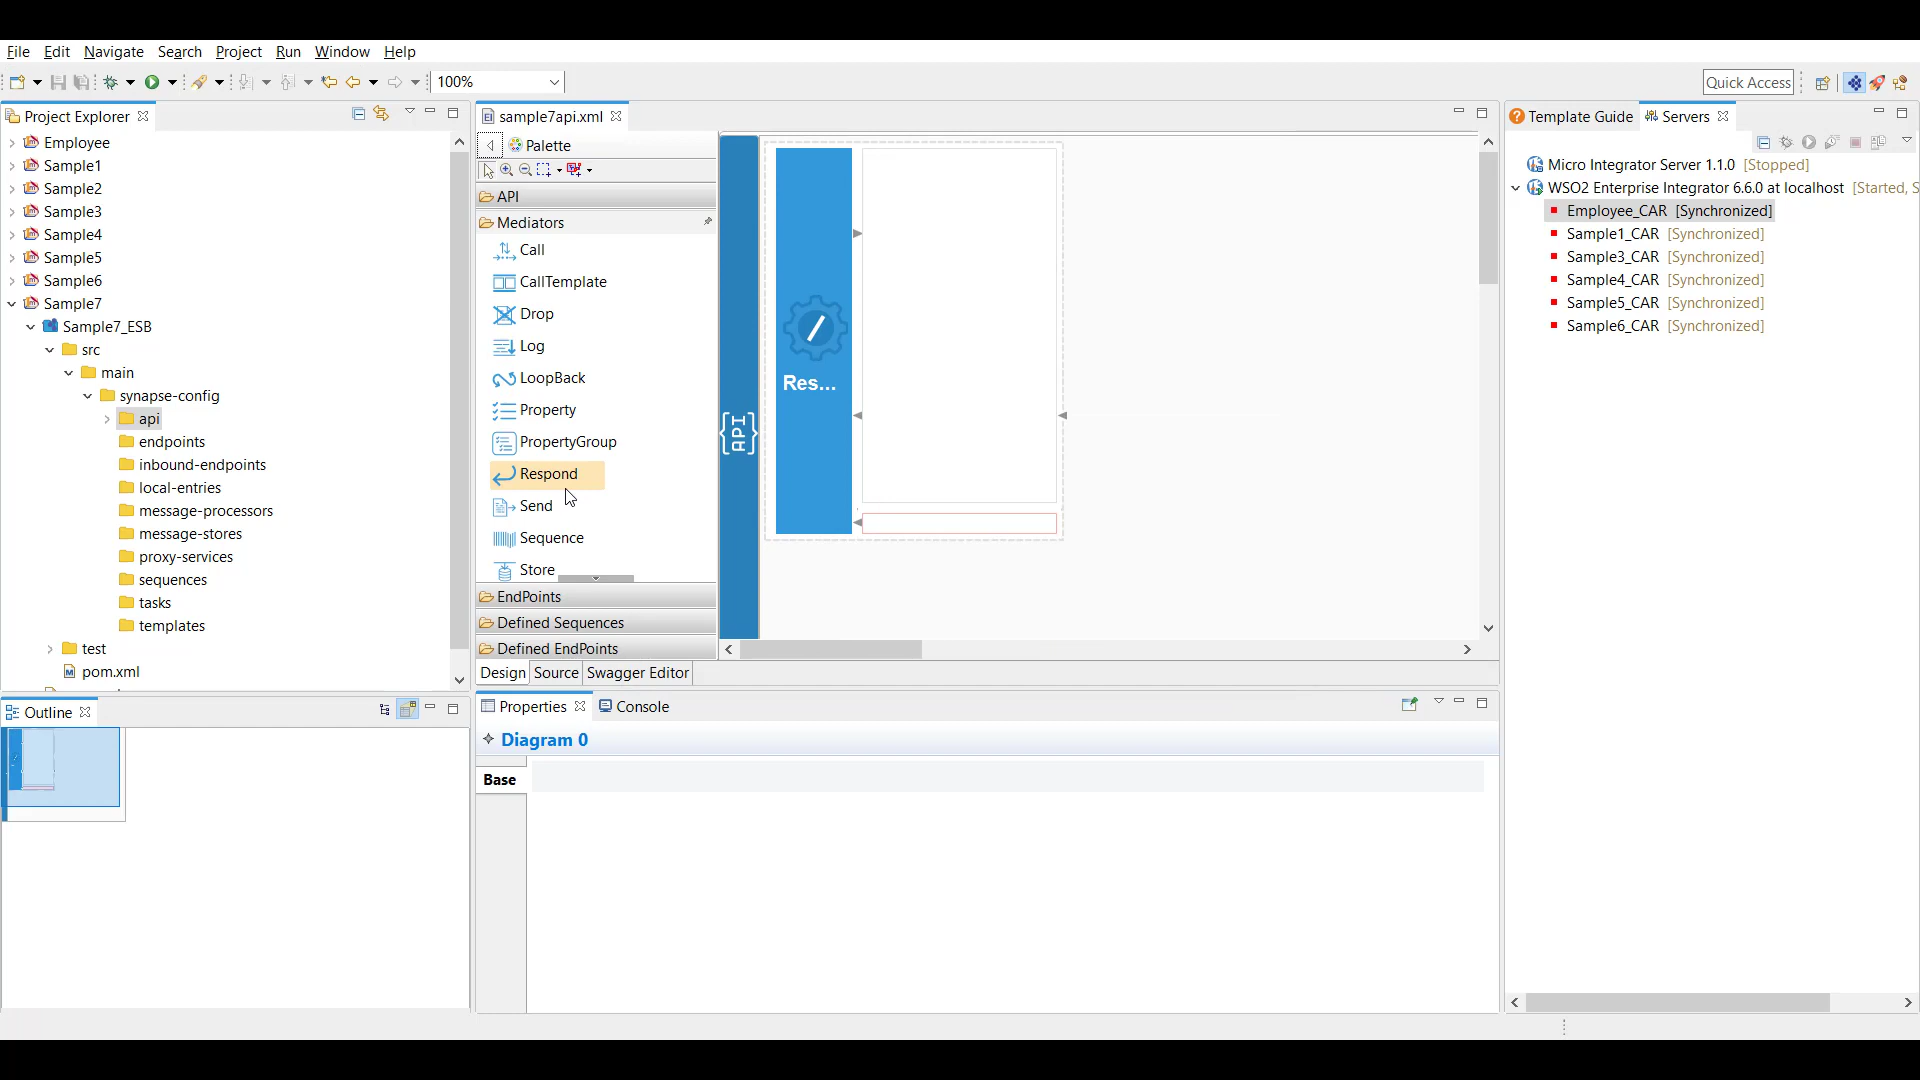 File Edit Navigate Search Project Run Window Help
100%
Quick Access
Project Explorer
Employee
Sample1
Sample2
Sample3
Sample4
Sample5
Sample6
Sample7
Sample7_ESB
src
main
synapse-config
api
endpoints
inbound-endpoints
local-entries
message-processors
message-stores
proxy-services
sequences
tasks
templates
test
pom.xml
Outline
sample7api.xml
Palette
API
Mediators
Call
CallTemplate
Drop
Log
LoopBack
Property
PropertyGroup
Respond
Send
Sequence
Store
EndPoints
Defined Sequences
Defined EndPoints
{API}
Res...
Design Source Swagger Editor
Properties Console
Diagram 0
Base
Template Guide Servers
Micro Integrator Server 1.1.0 [Stopped]
WSO2 Enterprise Integrator 6.6.0 at localhost [Started, S
Employee_CAR [Synchronized]
Sample1_CAR [Synchronized]
Sample3_CAR [Synchronized]
Sample4_CAR [Synchronized]
Sample5_CAR [Synchronized]
Sample6_CAR [Synchronized]